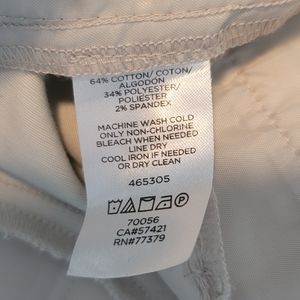 64% COTTON/ COTON/
ALGODÓN
34% POLYESTER/
POLIESTER
2% SPANDEX
MACHINE WASH COLD
ONLY NON-CHLORINE
BLEACH WHEN NEEDED
LINE DRY
COOL IRON IF NEEDED
OR DRY CLEAN
465305
P
70056
CA#57421
RN#77379